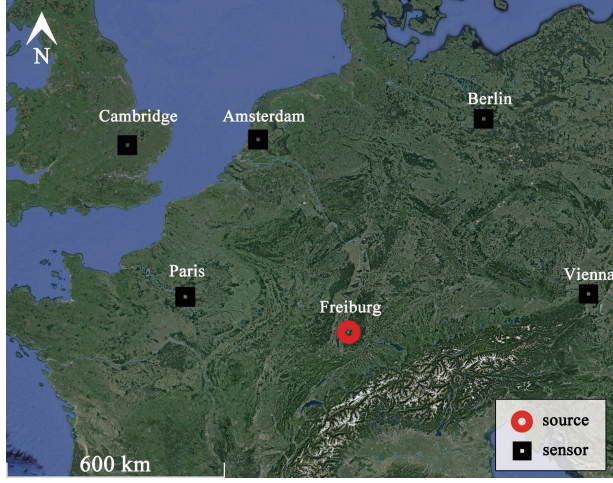 N
Cambridge
Amsterdam
Berlin
Paris
Freiburg
Vienna
source
sensor
600 km